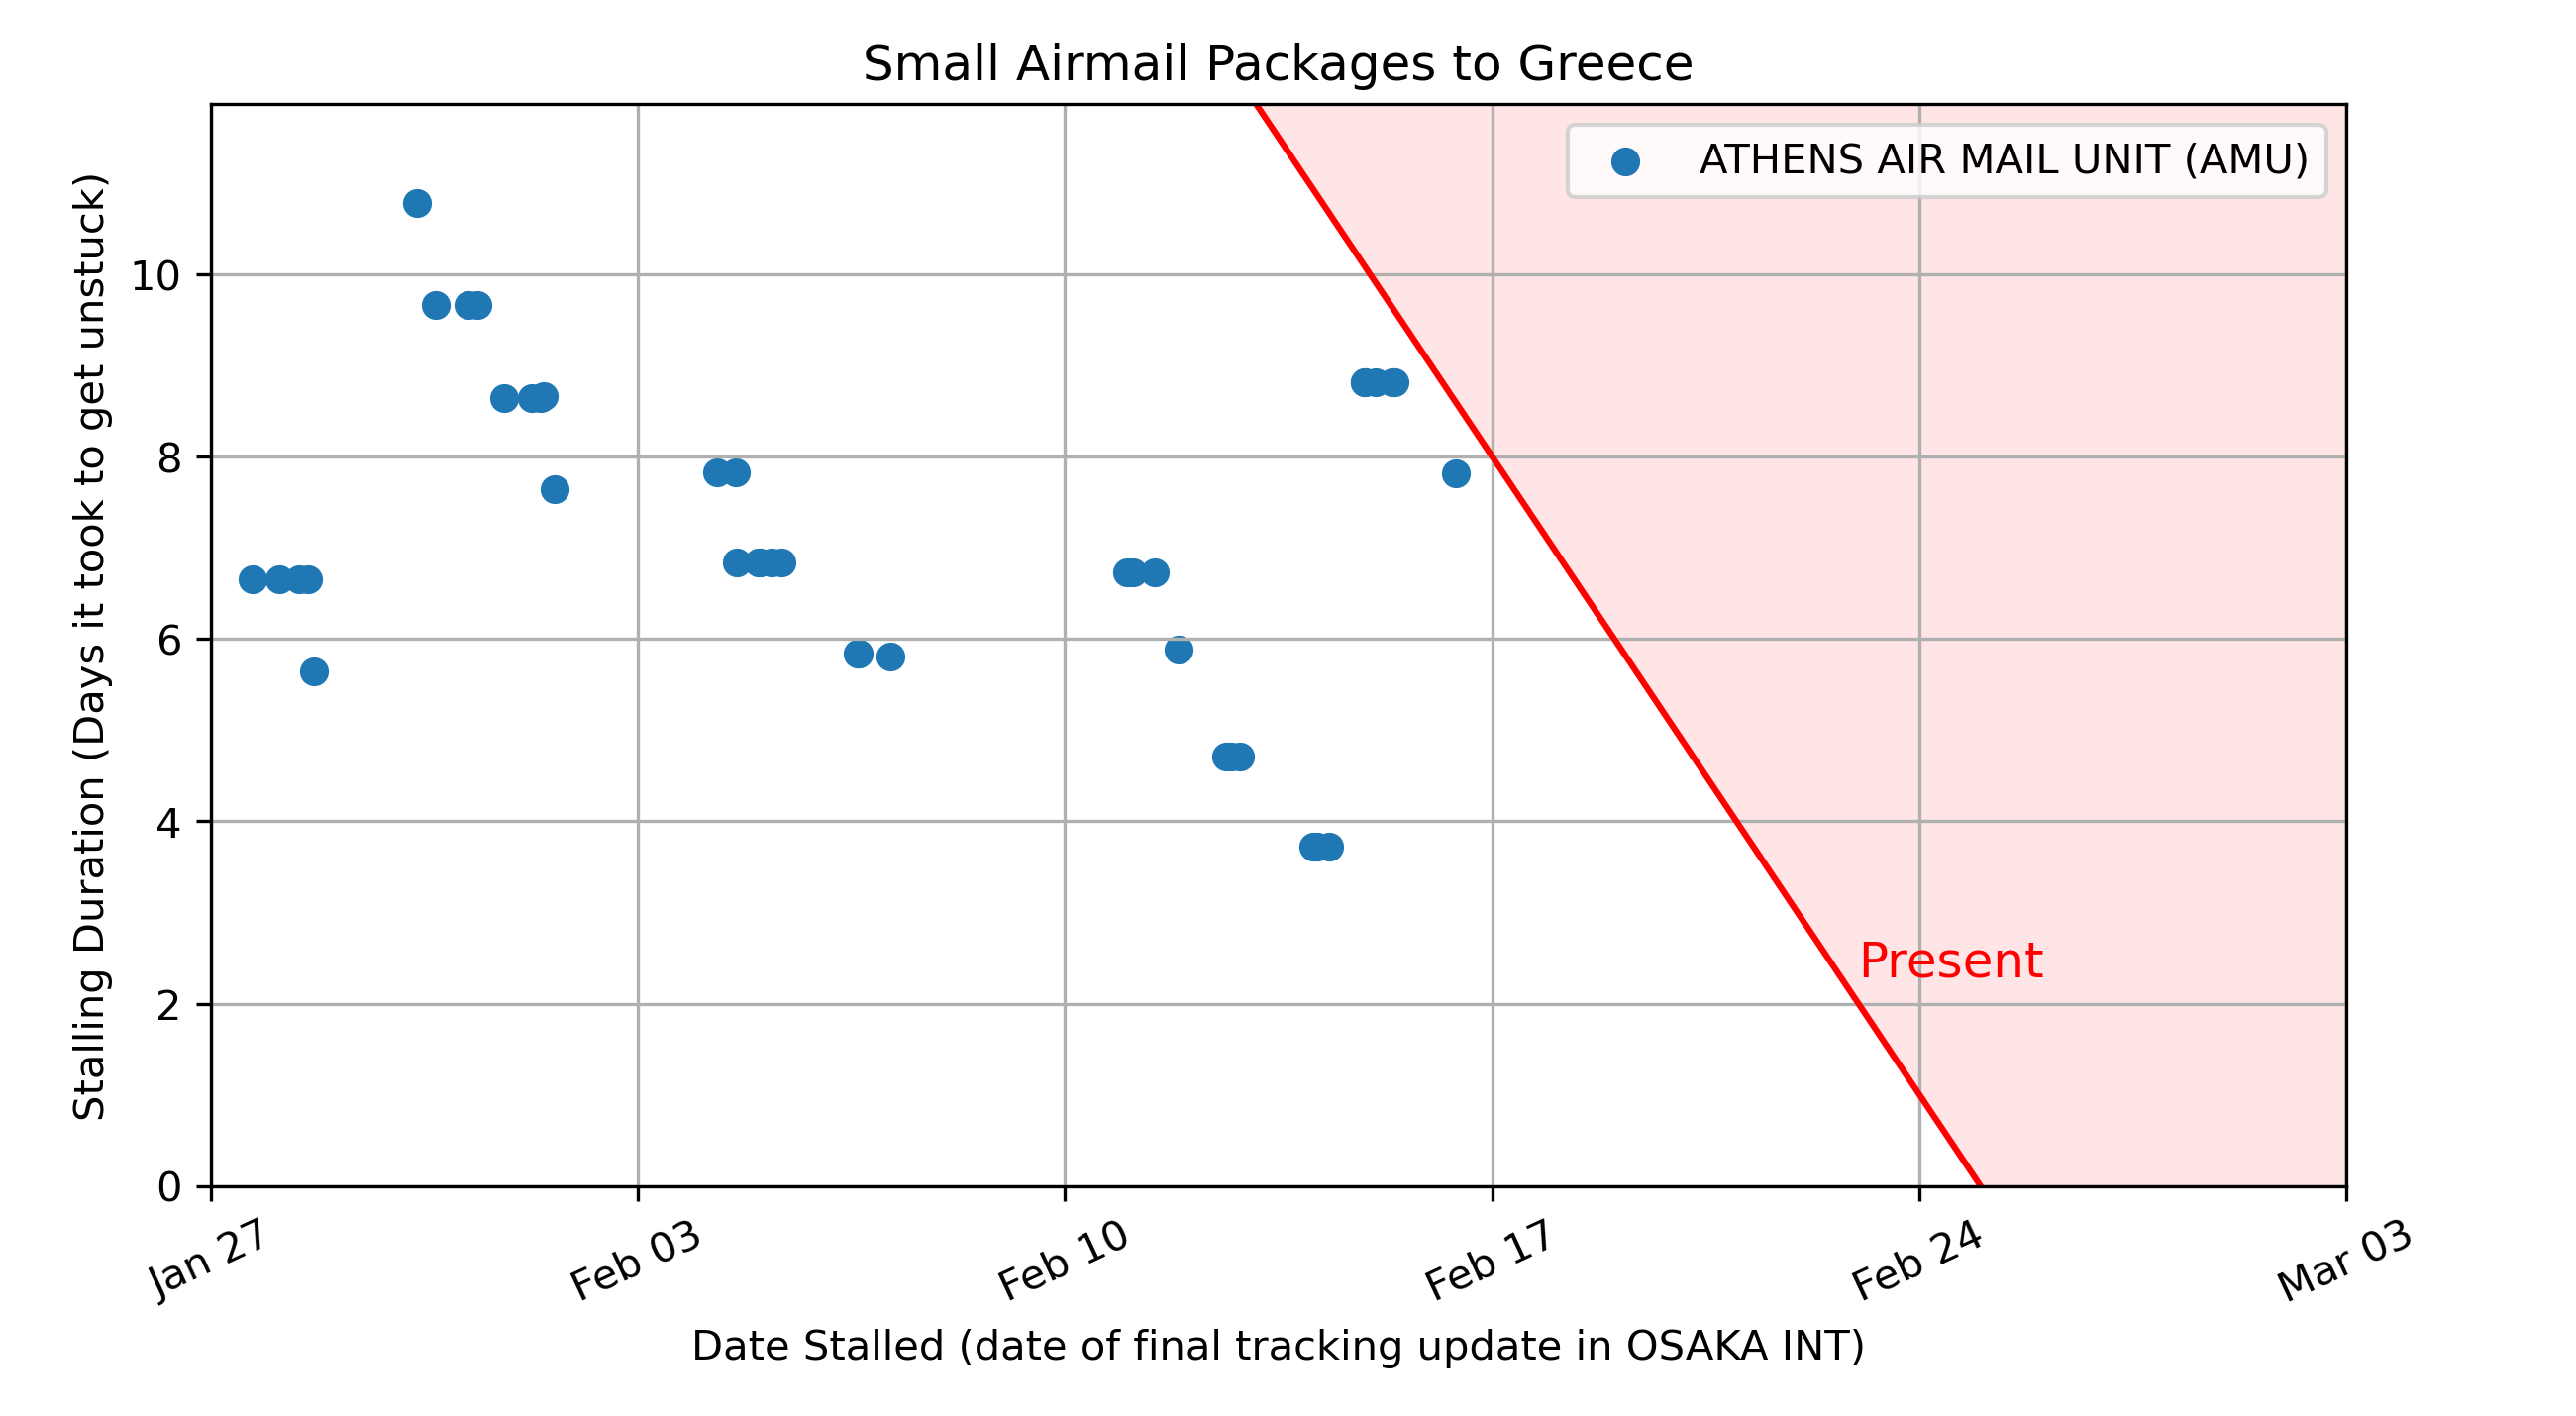 Small Airmail Packages to Greece
ATHENS AIR MAIL UNIT (AMU)
Stalling Duration (Days it took to get unstuck)
10
8
6
4
2
0
Present
Jan 27
Feb 03
Feb 10
Feb 17
Feb 24
Mar 03
Date Stalled (date of final tracking update in OSAKA INT)